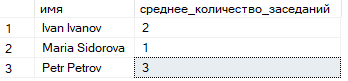 имя среднее_количество_заседаний
1 Ivan Ivanov 2
2 Maria Sidorova 1
3 Petr Petrov 3